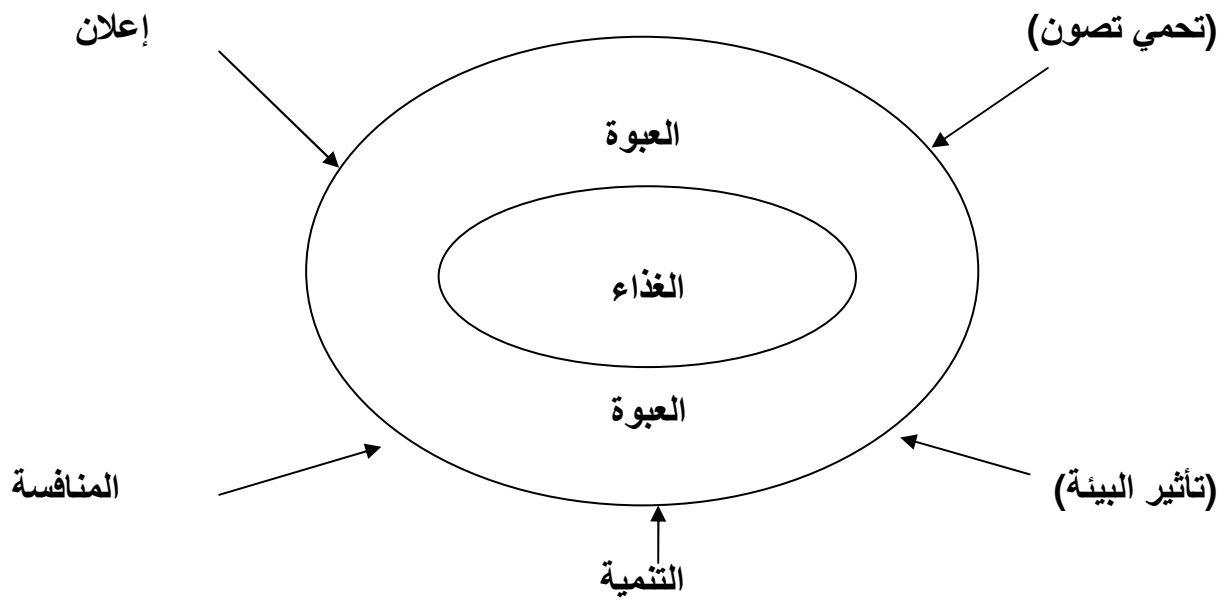 (تحمي تصون)
إعلان
العبوة
الغذاء
العبوة
(تأثير البيئة)
المنافسة
التنمية